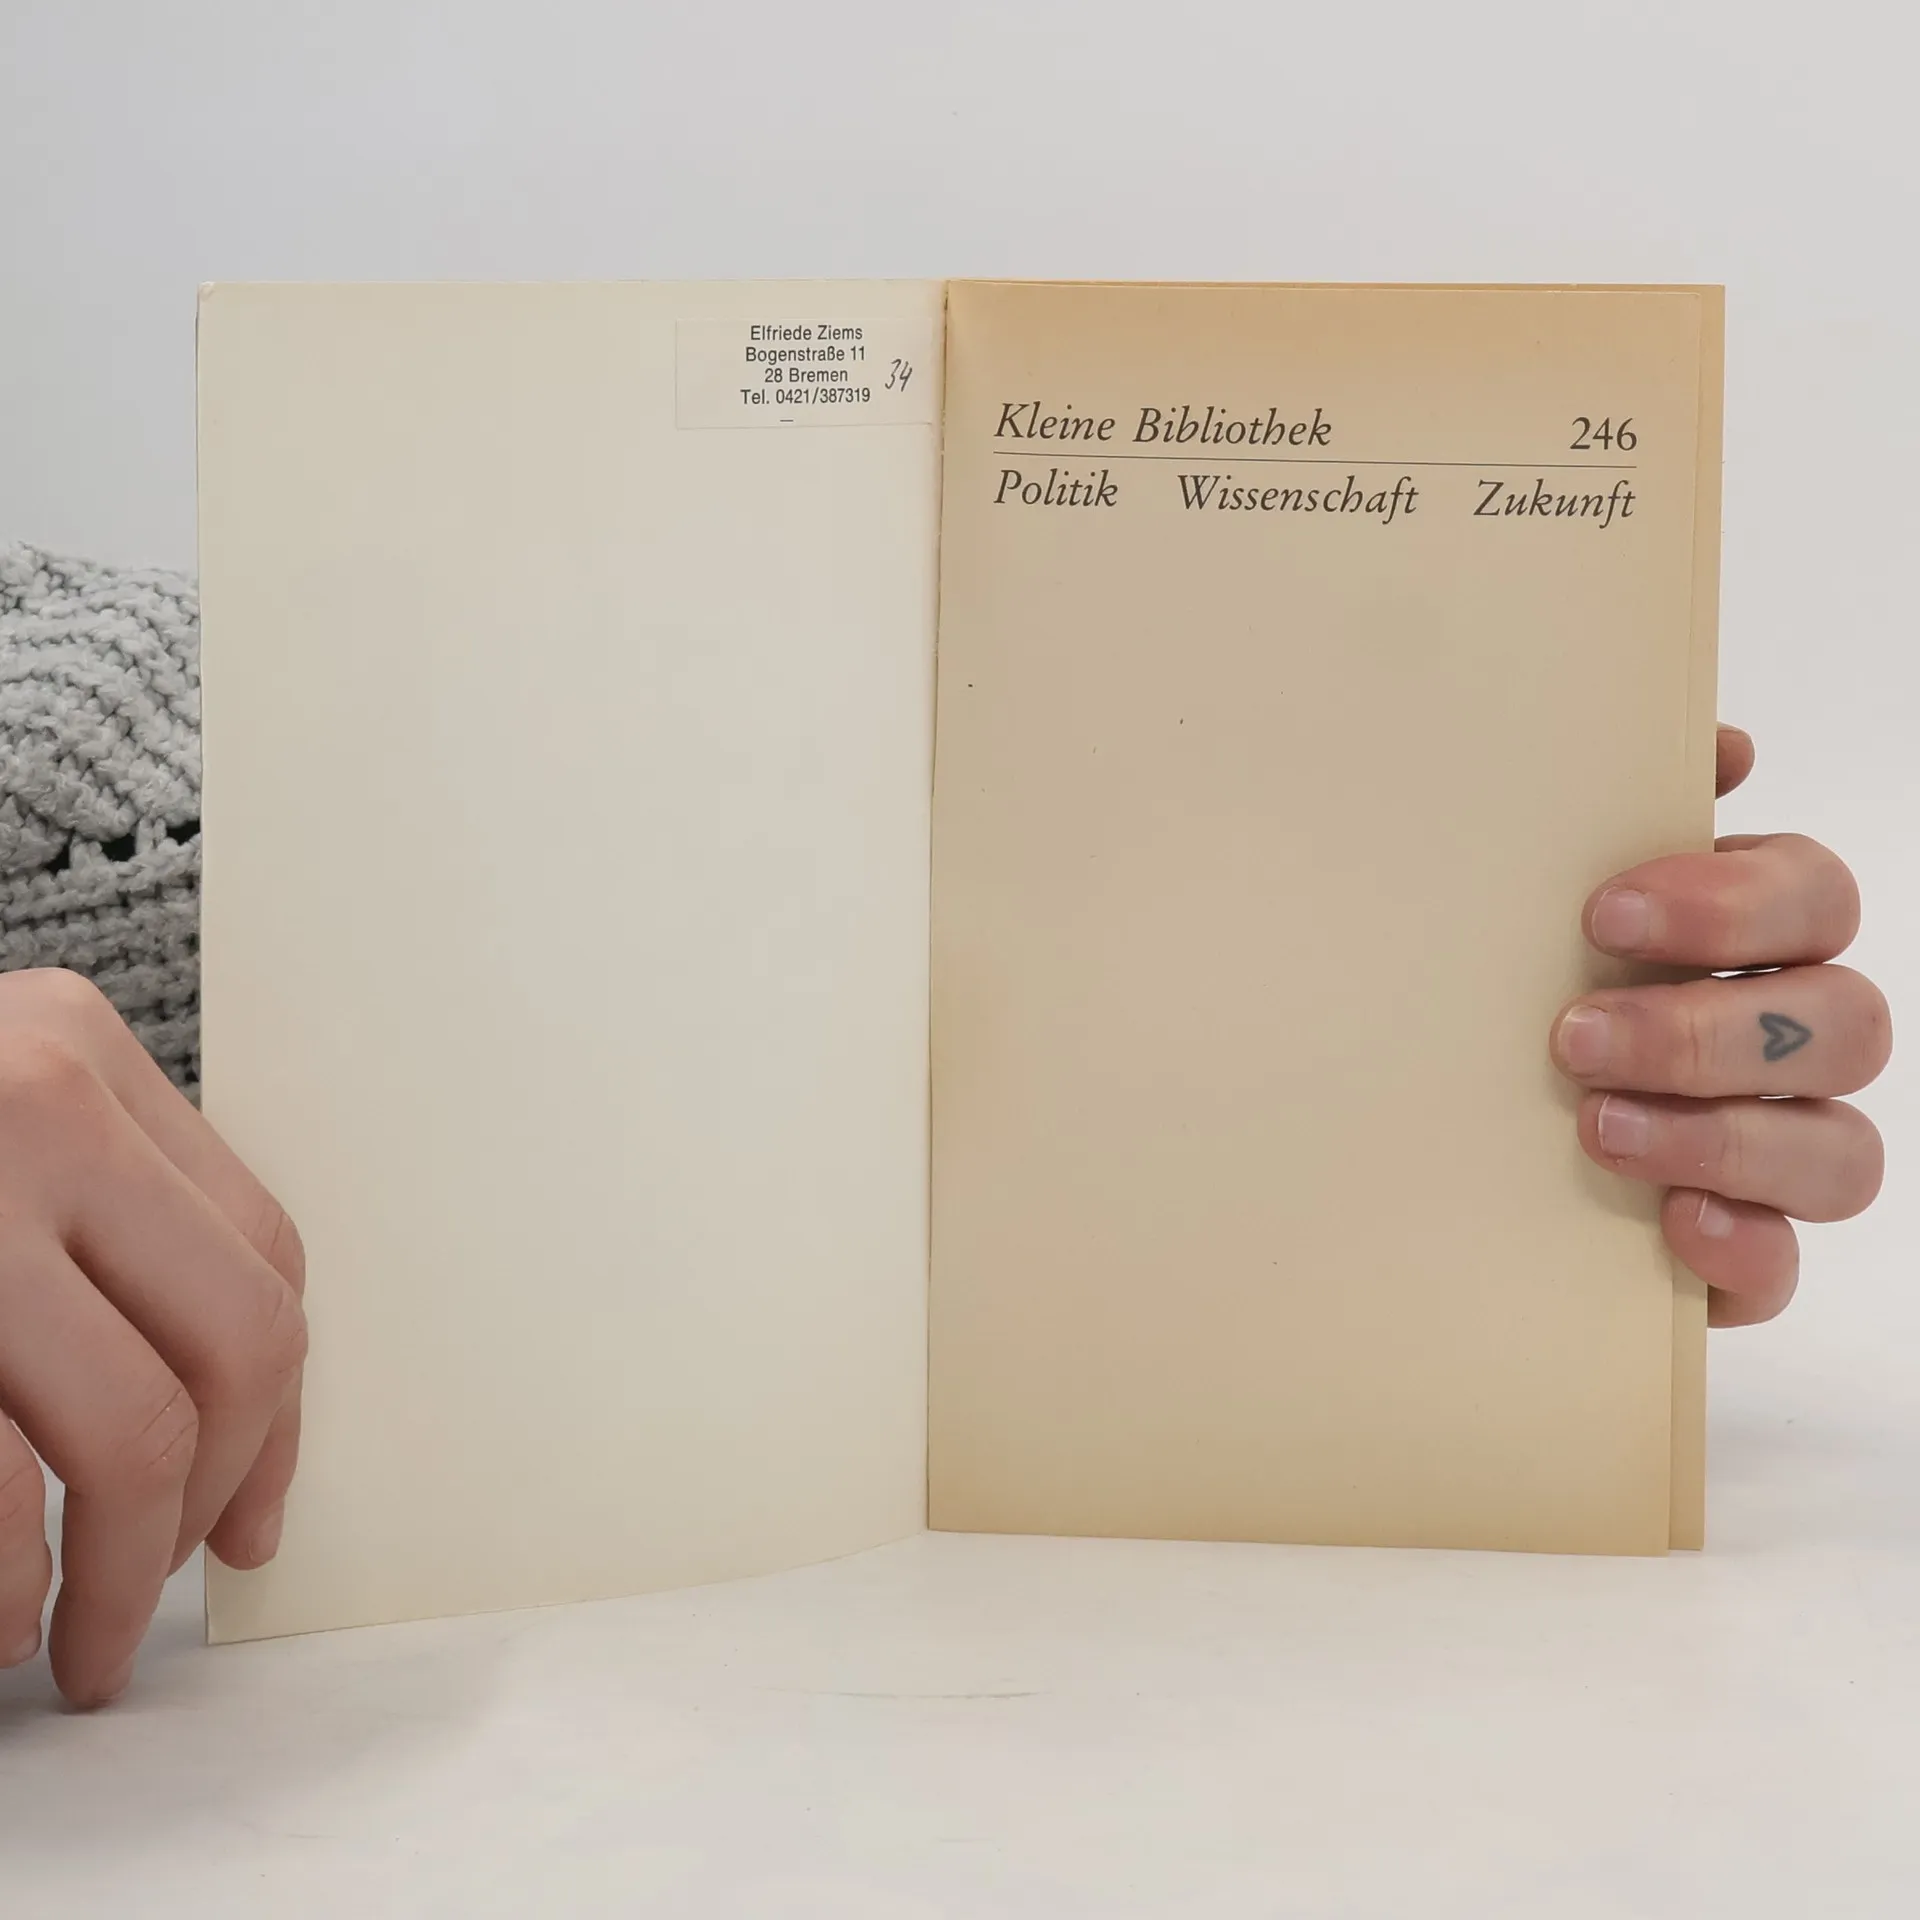 Elfriede Ziems
Bogenstraße 11
28 Bremen
Tel. 0421/387319
34
Kleine Bibliothek 246
Politik Wissenschaft Zukunft